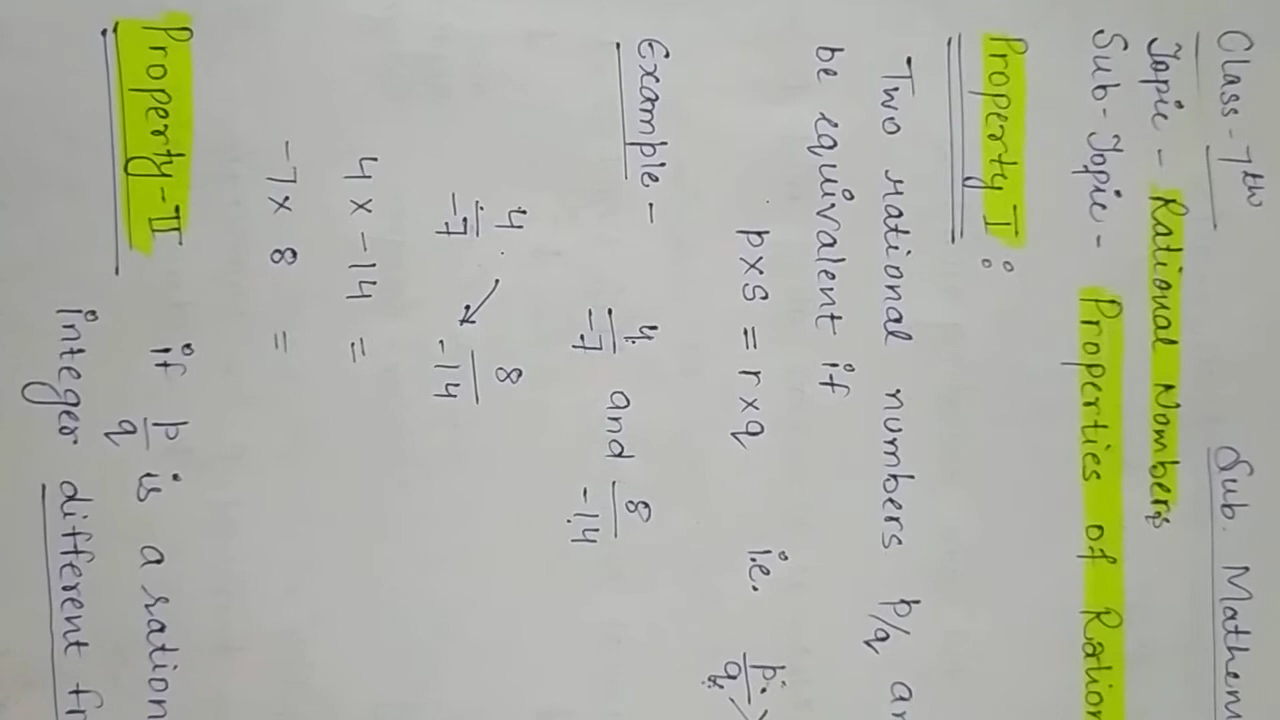 Class - 7th Sub. Mathem
Topic - Rational Nombers
Sub-Topic - Properties of Ration
Property I :
Two rational numbers p/q an
be equivalent if
p×s = r×q i.e. p/q
Example - 4/-7 and 8/-14
4/-7 8/-14
4 × -14 =
-7 × 8 =
Property-II if p/q is a ration
integer different fr